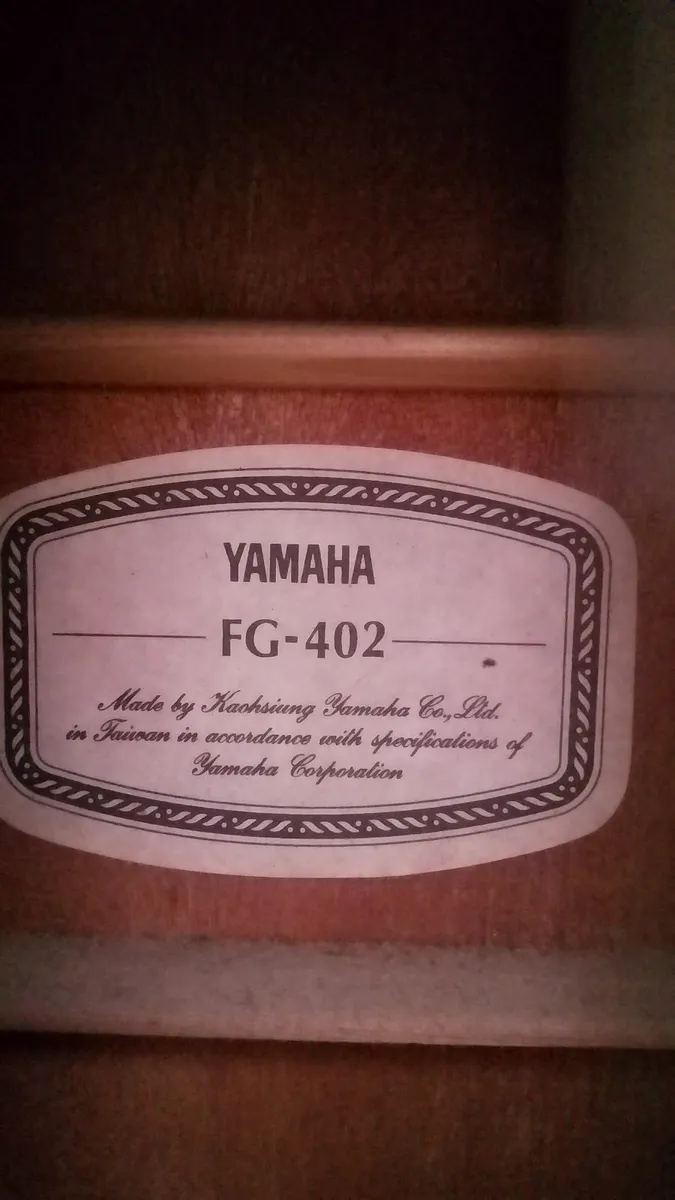 YAMAHA
FG-402
Made by Kaohsiung Yamaha Co., Ltd.
in Taiwan in accordance with specifications of
Yamaha Corporation